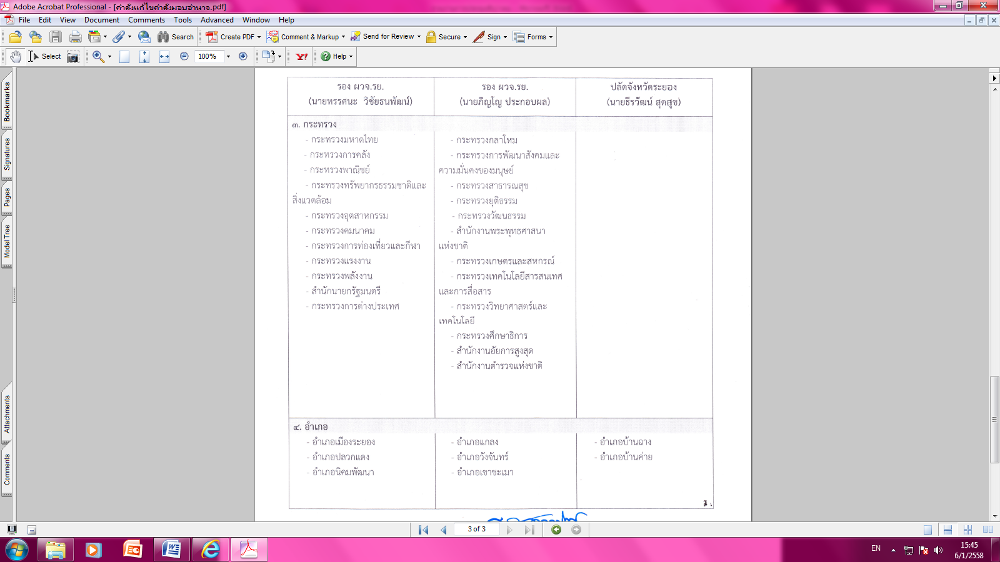 Adobe Acrobat Professional - [คำสั่งแก้ไขคำสั่งมอบอำนาจ.pdf]
File Edit View Document Comments Tools Advanced Window Help
Search Create PDF Comment & Markup Send for Review Secure Sign Forms
Select 100% Y! Help
Bookmarks
Signatures
Pages
Model Tree
Attachments
Comments
รอง ผวจ.รย.
(นายทรรศนะ วิชัยธนพัฒน์)
รอง ผวจ.รย.
(นายภิญโญ ประกอบผล)
ปลัดจังหวัดระยอง
(นายธีรวัฒน์ สุดสุข)
๓. กระทรวง
- กระทรวงมหาดไทย
- กระทรวงการคลัง
- กระทรวงพาณิชย์
- กระทรวงทรัพยากรธรรมชาติและ
สิ่งแวดล้อม
- กระทรวงอุตสาหกรรม
- กระทรวงคมนาคม
- กระทรวงการท่องเที่ยวและกีฬา
- กระทรวงแรงงาน
- กระทรวงพลังงาน
- สำนักนายกรัฐมนตรี
- กระทรวงการต่างประเทศ
- กระทรวงกลาโหม
- กระทรวงการพัฒนาสังคมและ
ความมั่นคงของมนุษย์
- กระทรวงสาธารณสุข
- กระทรวงยุติธรรม
- กระทรวงวัฒนธรรม
- สำนักงานพระพุทธศาสนา
แห่งชาติ
- กระทรวงเกษตรและสหกรณ์
- กระทรวงเทคโนโลยีสารสนเทศ
และการสื่อสาร
- กระทรวงวิทยาศาสตร์และ
เทคโนโลยี
- กระทรวงศึกษาธิการ
- สำนักงานอัยการสูงสุด
- สำนักงานตำรวจแห่งชาติ
๔. อำเภอ
- อำเภอเมืองระยอง
- อำเภอปลวกแดง
- อำเภอนิคมพัฒนา
- อำเภอแกลง
- อำเภอวังจันทร์
- อำเภอเขาชะเมา
- อำเภอบ้านฉาง
- อำเภอบ้านค่าย
3 of 3
EN
15:45
6/1/2558